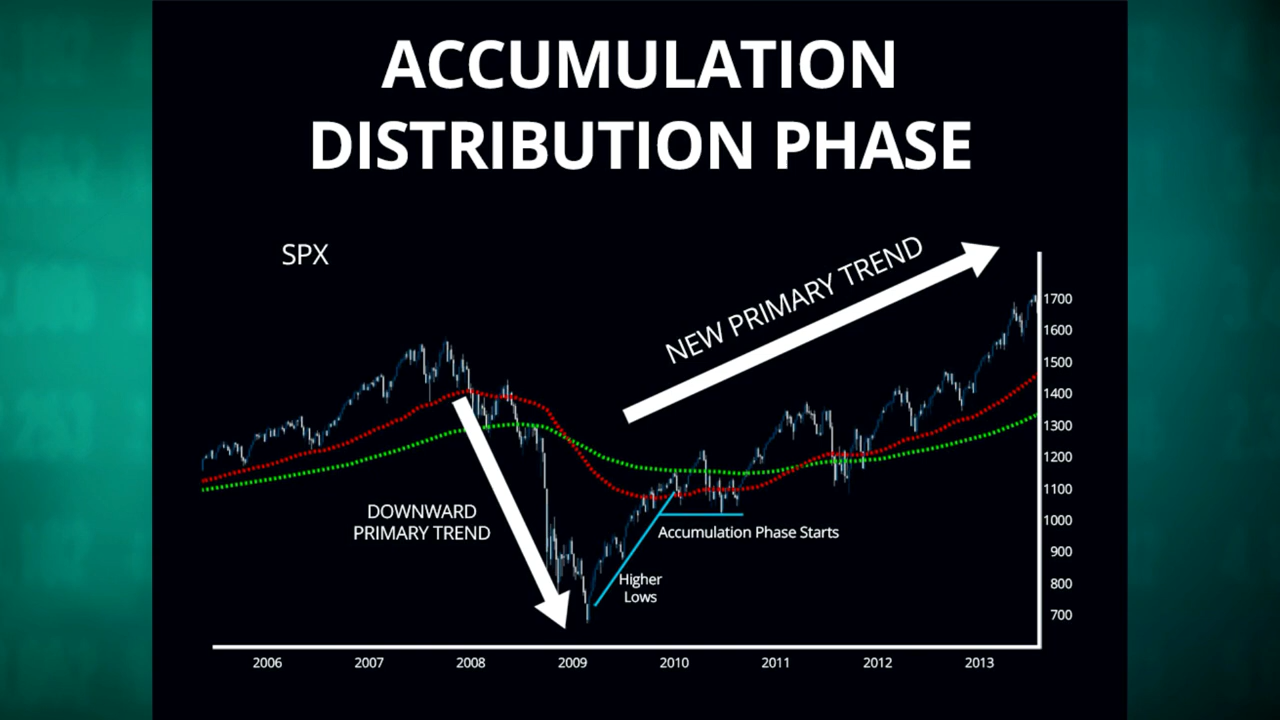 ACCUMULATION
DISTRIBUTION PHASE
SPX
NEW PRIMARY TREND
1700
1600
1500
1400
1300
1200
1100
1000
900
800
700
DOWNWARD
PRIMARY TREND
Accumulation Phase Starts
Higher
Lows
2006 2007 2008 2009 2010 2011 2012 2013